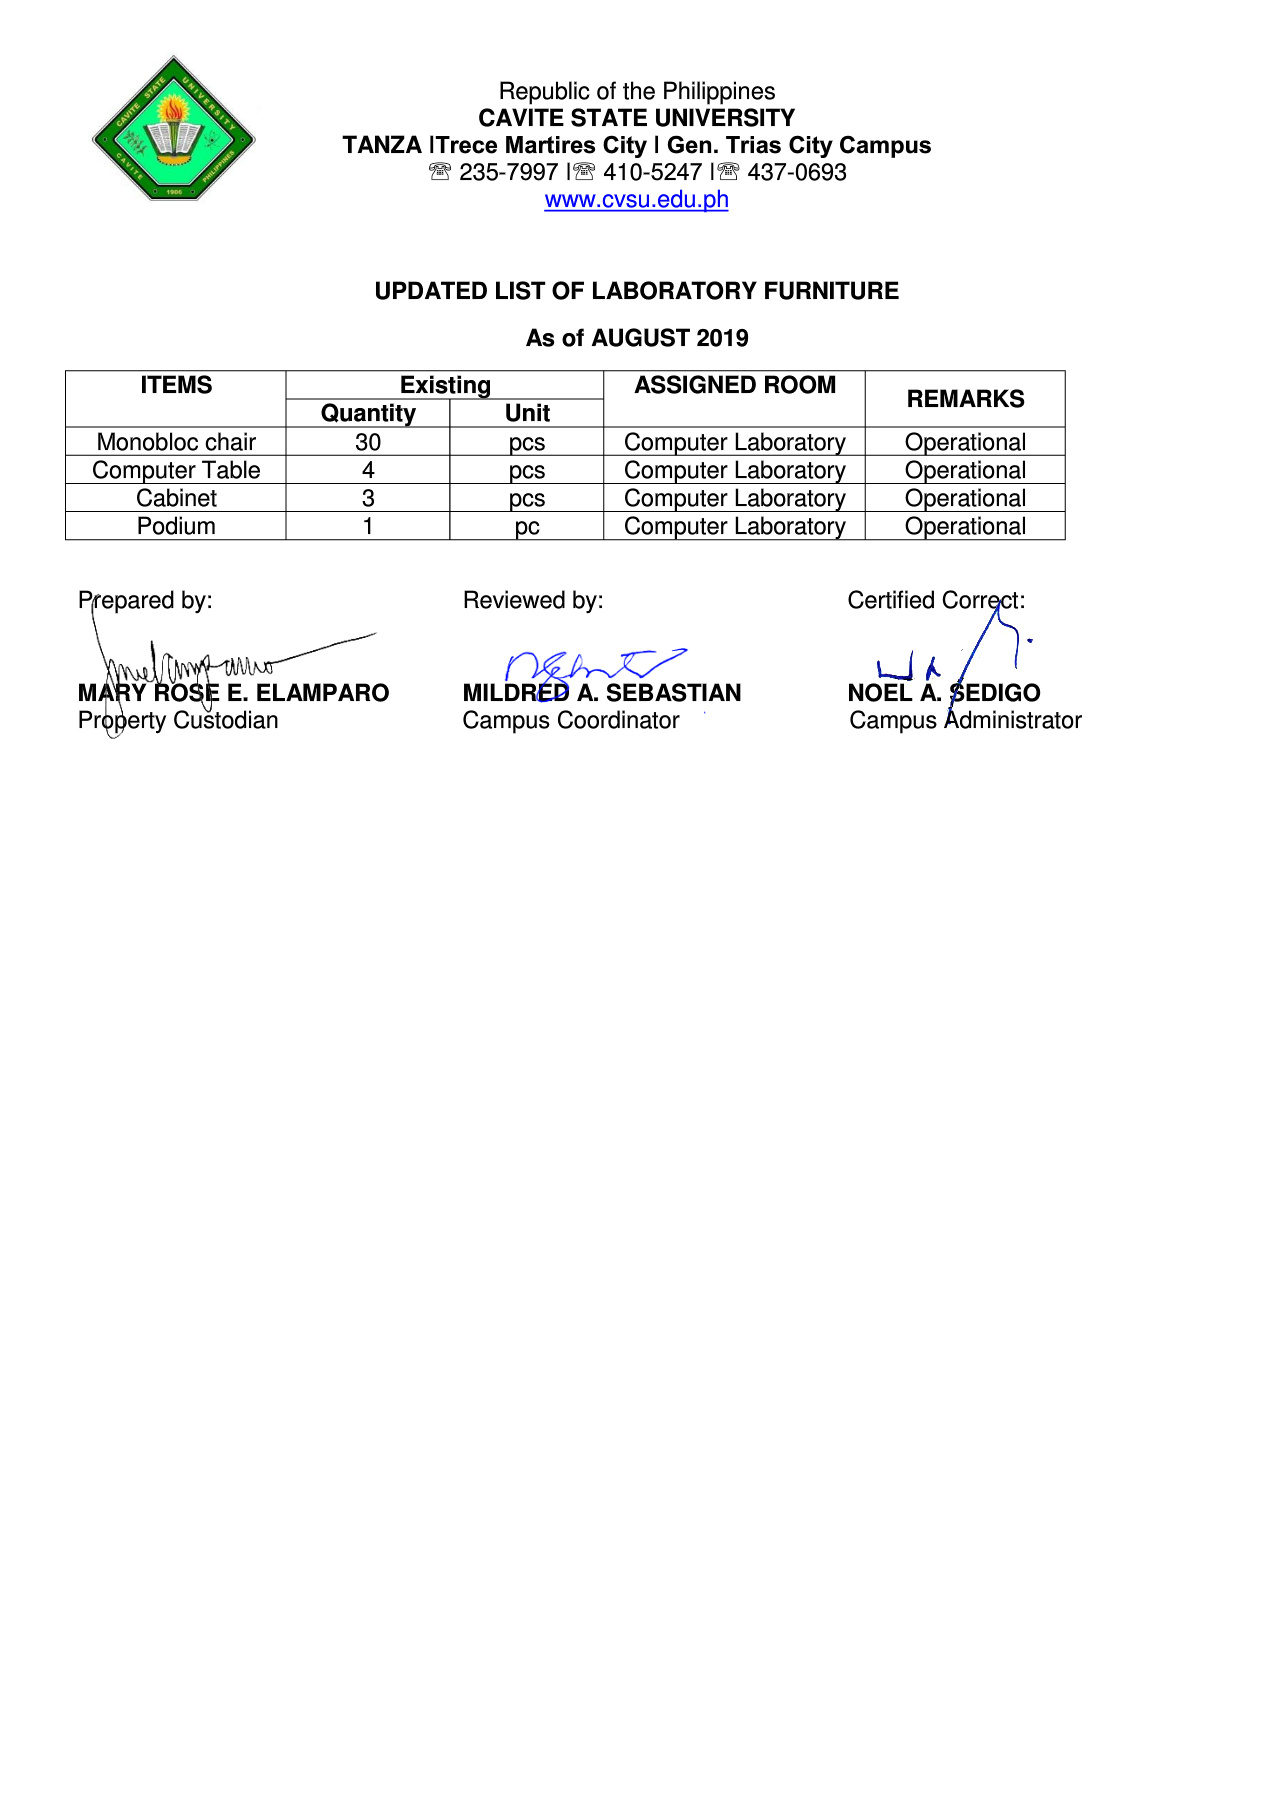 CAVITE STATE UNIVERSITY
CAVITE PHILIPPINES
1906
Republic of the Philippines
CAVITE STATE UNIVERSITY
TANZA |Trece Martires City | Gen. Trias City Campus
☏ 235-7997 |☏ 410-5247 |☏ 437-0693
www.cvsu.edu.ph
UPDATED LIST OF LABORATORY FURNITURE
As of AUGUST 2019
ITEMS Existing ASSIGNED ROOM REMARKS
Quantity Unit
Monobloc chair 30 pcs Computer Laboratory Operational
Computer Table 4 pcs Computer Laboratory Operational
Cabinet 3 pcs Computer Laboratory Operational
Podium 1 pc Computer Laboratory Operational
Prepared by: Reviewed by: Certified Correct:
MARY ROSE E. ELAMPARO MILDRED A. SEBASTIAN NOEL A. SEDIGO
Property Custodian Campus Coordinator Campus Administrator